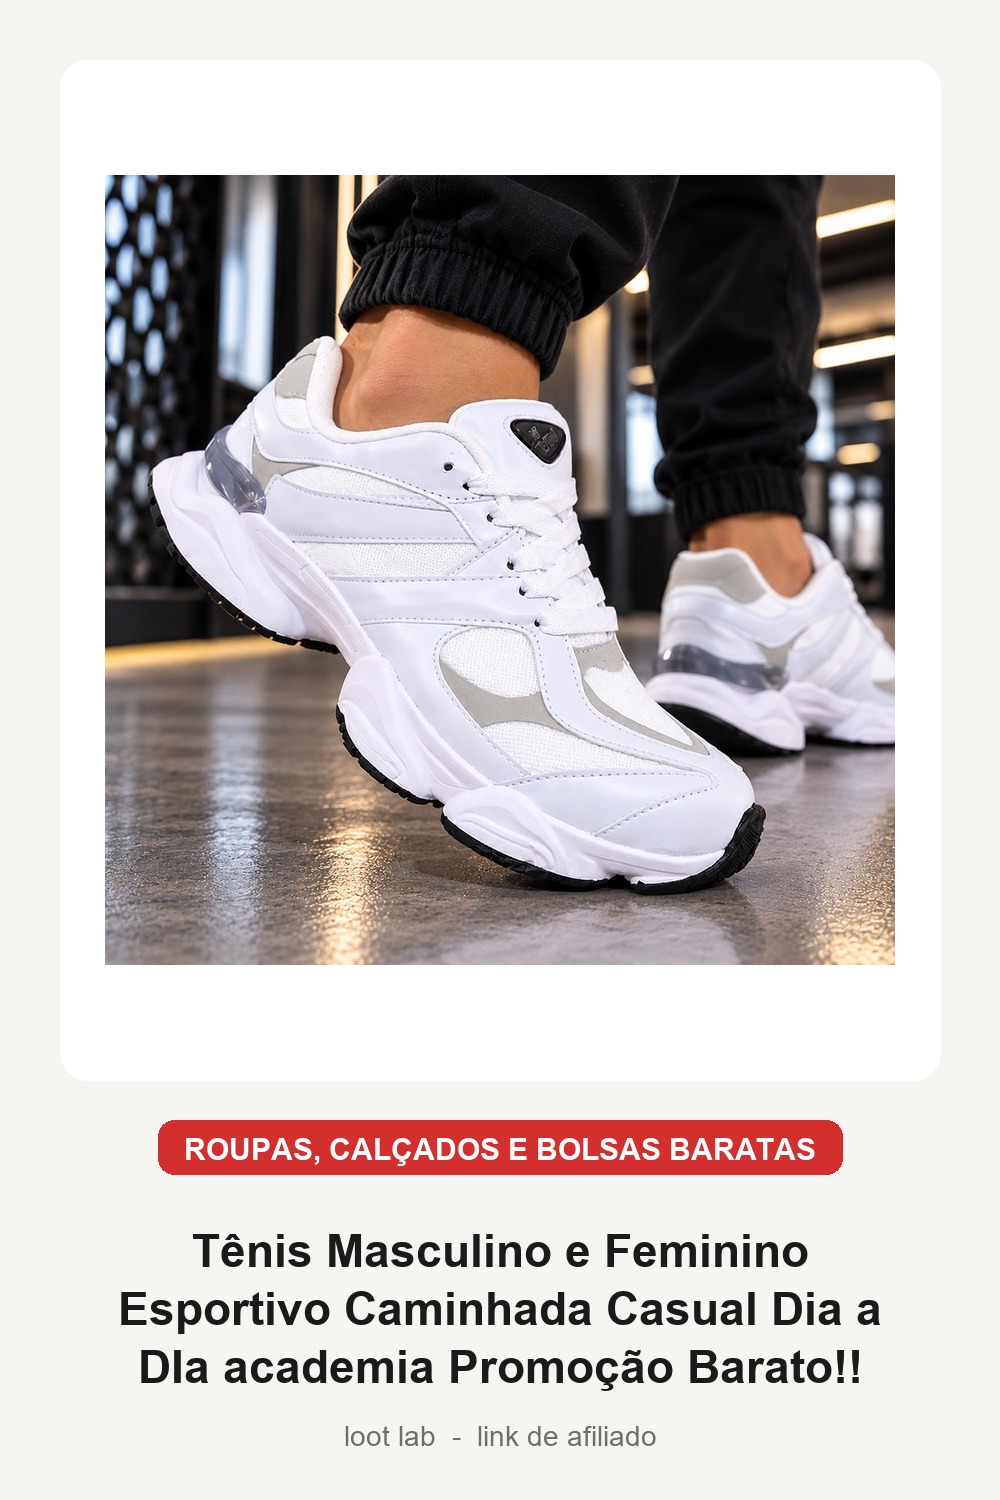 ROUPAS, CALÇADOS E BOLSAS BARATAS
Tênis Masculino e Feminino
Esportivo Caminhada Casual Dia a
DIa academia Promoção Barato!!
loot lab - link de afiliado